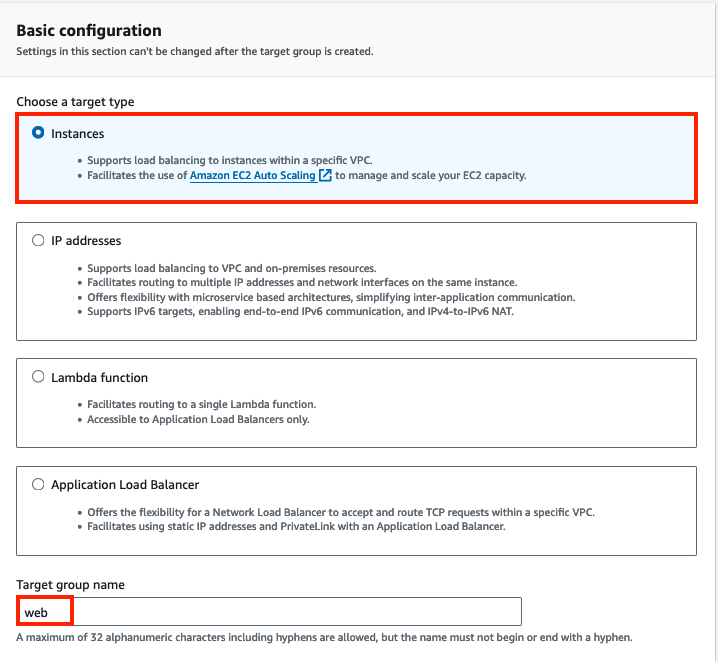 Basic configuration
Settings in this section can't be changed after the target group is created.
Choose a target type
Instances
• Supports load balancing to instances within a specific VPC.
• Facilitates the use of Amazon EC2 Auto Scaling to manage and scale your EC2 capacity.
IP addresses
• Supports load balancing to VPC and on-premises resources.
• Facilitates routing to multiple IP addresses and network interfaces on the same instance.
• Offers flexibility with microservice based architectures, simplifying inter-application communication.
• Supports IPv6 targets, enabling end-to-end IPv6 communication, and IPv4-to-IPv6 NAT.
Lambda function
• Facilitates routing to a single Lambda function.
• Accessible to Application Load Balancers only.
Application Load Balancer
• Offers the flexibility for a Network Load Balancer to accept and route TCP requests within a specific VPC.
• Facilitates using static IP addresses and PrivateLink with an Application Load Balancer.
Target group name
web
A maximum of 32 alphanumeric characters including hyphens are allowed, but the name must not begin or end with a hyphen.